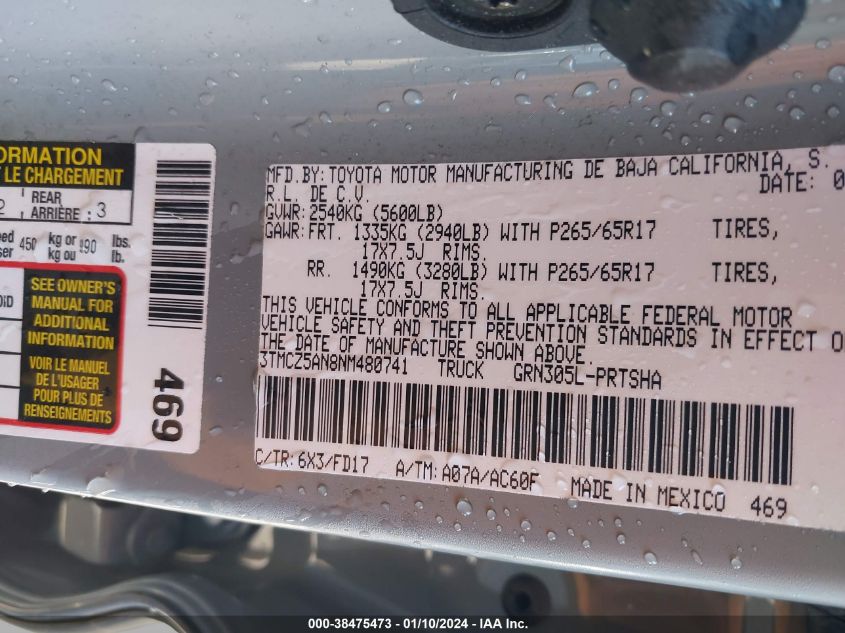 ORMATION
LE CHARGEMENT
REAR
ARRIÈRE : 3
450 kg or 990 lbs.
ser kg ou lb.
SEE OWNER'S
MANUAL FOR
ADDITIONAL
INFORMATION
VOIR LE MANUEL
DE L'USAGER
POUR PLUS DE
RENSEIGNEMENTS
469
MFD.BY: TOYOTA MOTOR MANUFACTURING DE BAJA CALIFORNIA, S.
R.L. DE C.V. DATE: 0
GVWR: 2540KG (5600LB)
GAWR: FRT. 1335KG (2940LB) WITH P265/65R17 TIRES,
17X7.5J RIMS.
RR. 1490KG (3280LB) WITH P265/65R17 TIRES,
17X7.5J RIMS.
THIS VEHICLE CONFORMS TO ALL APPLICABLE FEDERAL MOTOR
VEHICLE SAFETY AND THEFT PREVENTION STANDARDS IN EFFECT O
THE DATE OF MANUFACTURE SHOWN ABOVE.
3TMCZ5AN8NM480741 TRUCK GRN305L-PRTSHA
C/TR: 6X3/FD17 A/TM: A07A/AC60F MADE IN MEXICO 469
000-38475473 - 01/10/2024 - IAA Inc.